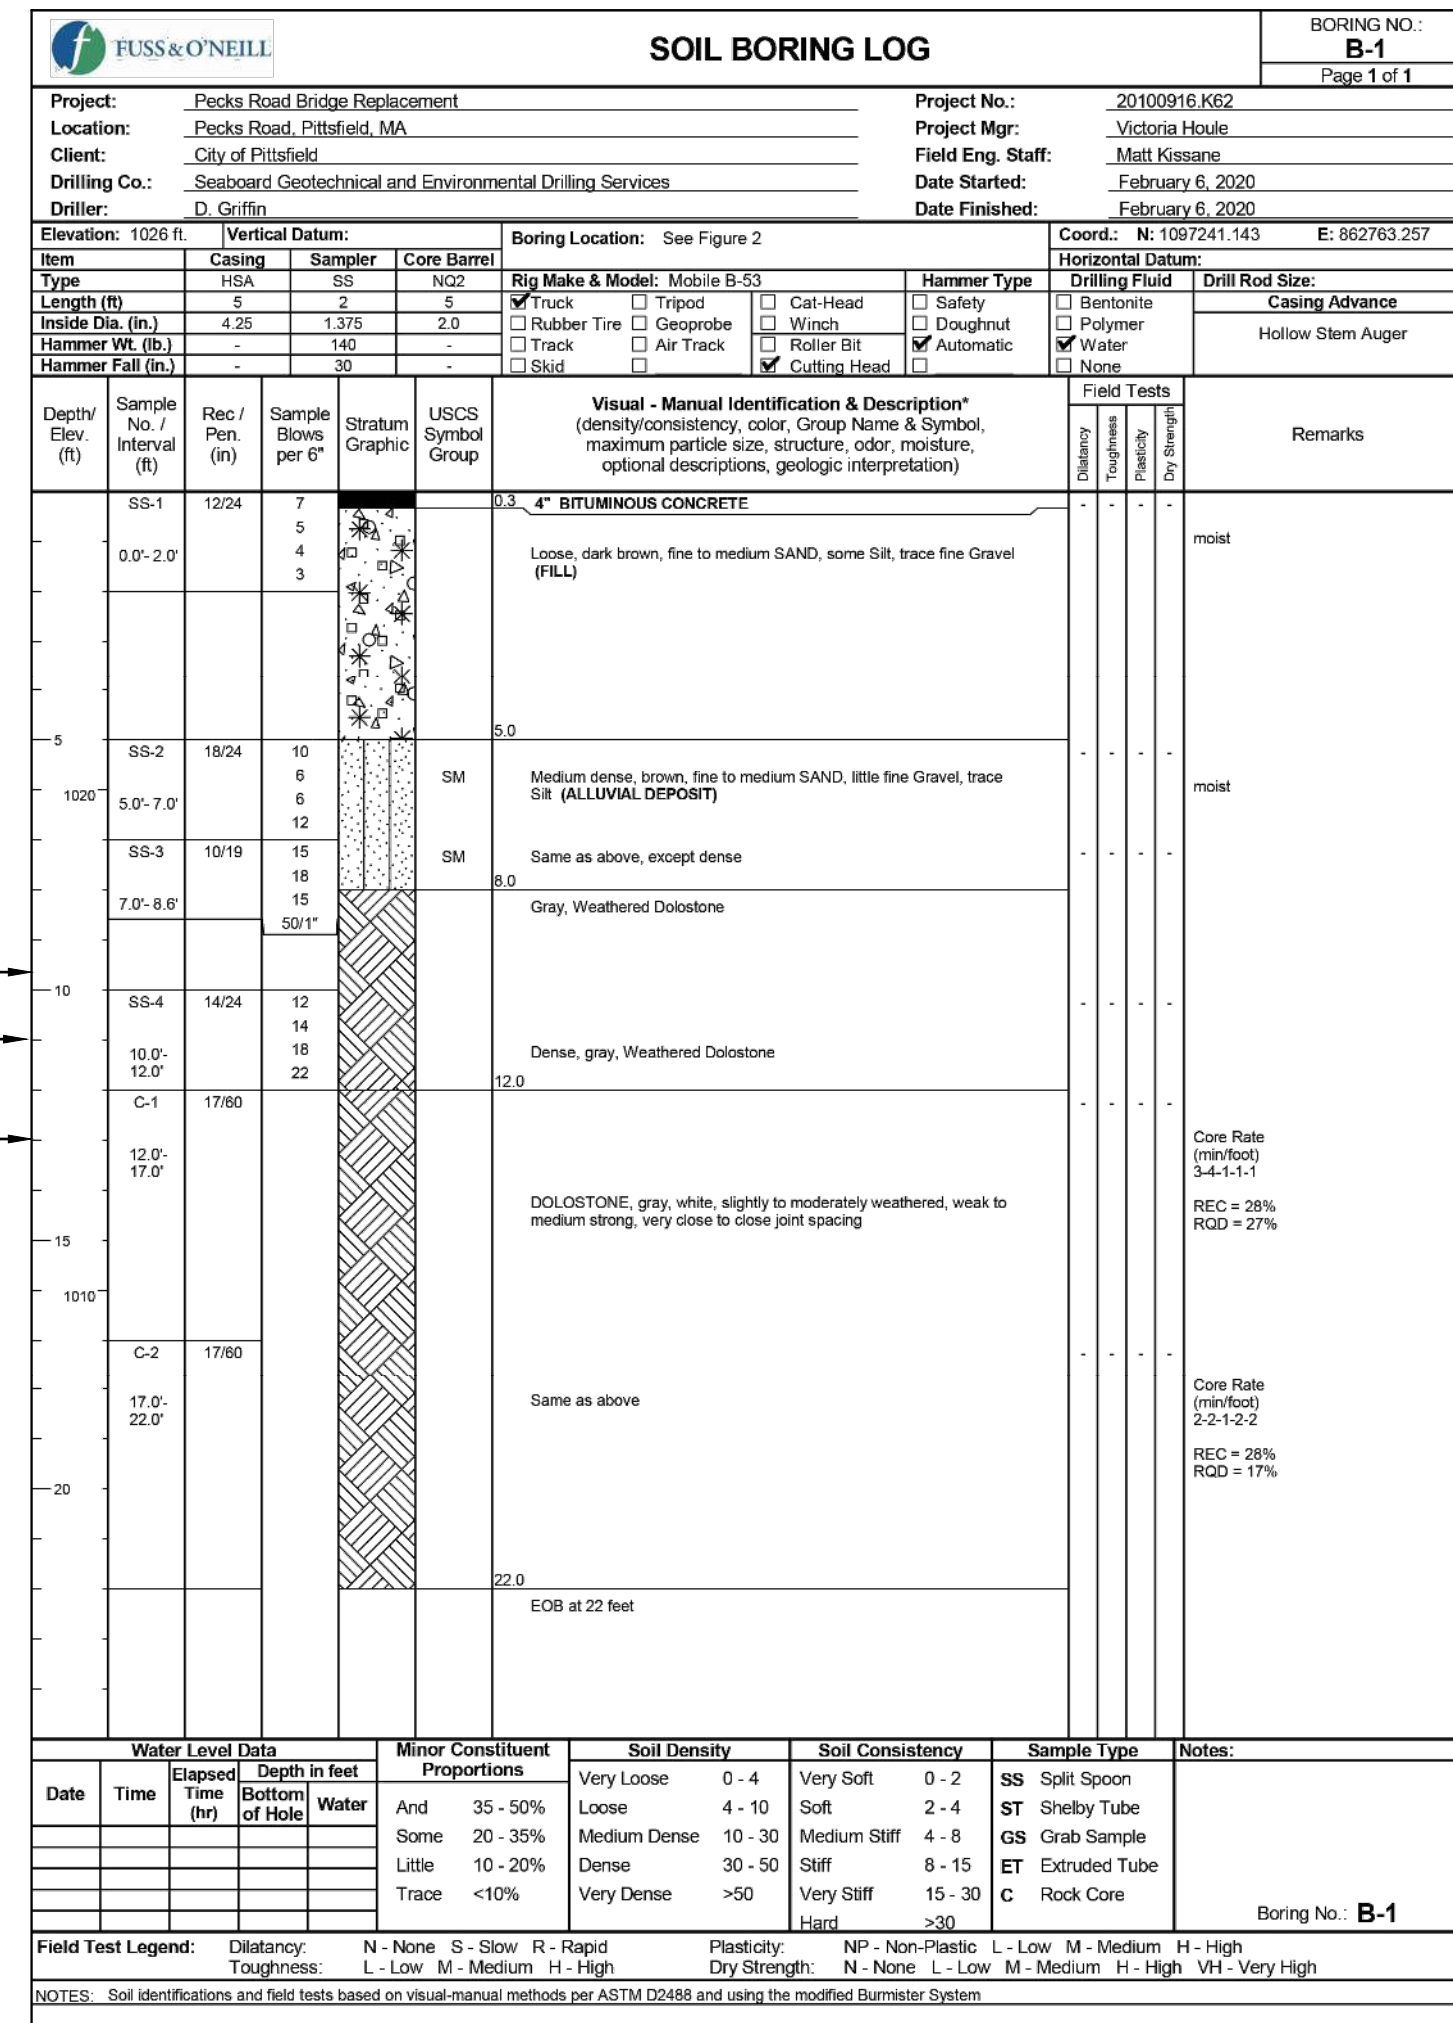 FUSS & O'NEILL
SOIL BORING LOG
BORING NO.:
B-1
Page 1 of 1
Project: Pecks Road Bridge Replacement Project No.: 20100916.K62
Location: Pecks Road, Pittsfield, MA Project Mgr: Victoria Houle
Client: City of Pittsfield Field Eng. Staff: Matt Kissane
Drilling Co.: Seaboard Geotechnical and Environmental Drilling Services Date Started: February 6, 2020
Driller: D. Griffin Date Finished: February 6, 2020
Elevation: 1026 ft. Vertical Datum: Boring Location: See Figure 2 Coord.: N: 1097241.143 E: 862763.257
Item Casing Sampler Core Barrel Horizontal Datum:
Type HSA SS NQ2 Rig Make & Model: Mobile B-53 Hammer Type Drilling Fluid Drill Rod Size:
Length (ft) 5 2 5 Truck Tripod Cat-Head Safety Bentonite Casing Advance
Inside Dia. (in.) 4.25 1.375 2.0 Rubber Tire Geoprobe Winch Doughnut Polymer Hollow Stem Auger
Hammer Wt. (lb.) - 140 - Track Air Track Roller Bit Automatic Water
Hammer Fall (in.) - 30 - Skid Cutting Head None
Depth/
Elev.
(ft)
Sample
No. /
Interval
(ft)
Rec /
Pen.
(in)
Sample
Blows
per 6"
Stratum
Graphic
USCS
Symbol
Group
Visual - Manual Identification & Description*
(density/consistency, color, Group Name & Symbol,
maximum particle size, structure, odor, moisture,
optional descriptions, geologic interpretation)
Field Tests
Dilatancy
Toughness
Plasticity
Dry Strength
Remarks
SS-1 12/24 7 0.3 4" BITUMINOUS CONCRETE - - - -
5
moist
0.0'- 2.0' 4 Loose, dark brown, fine to medium SAND, some Silt, trace fine Gravel
3 (FILL)
5.0
5
SS-2 18/24 10 - - - -
6 SM Medium dense, brown, fine to medium SAND, little fine Gravel, trace
1020 5.0'- 7.0' 6 Silt (ALLUVIAL DEPOSIT) moist
12
SS-3 10/19 15 SM Same as above, except dense - - - -
18 8.0
7.0'- 8.6' 15 Gray, Weathered Dolostone
50/1"
10
SS-4 14/24 12 - - - -
14
10.0'- 18 Dense, gray, Weathered Dolostone
12.0' 22 12.0
C-1 17/60 - - - -
Core Rate
12.0'- (min/foot)
17.0' 3-4-1-1-1
DOLOSTONE, gray, white, slightly to moderately weathered, weak to REC = 28%
medium strong, very close to close joint spacing RQD = 27%
15
1010
C-2 17/60 - - - -
Core Rate
17.0'- Same as above (min/foot)
22.0' 2-2-1-2-2
REC = 28%
RQD = 17%
20
22.0
EOB at 22 feet
Water Level Data
Date Time Elapsed
Time
(hr)
Depth in feet
Bottom
of Hole
Water
Minor Constituent
Proportions
And 35 - 50%
Some 20 - 35%
Little 10 - 20%
Trace <10%
Soil Density
Very Loose 0 - 4
Loose 4 - 10
Medium Dense 10 - 30
Dense 30 - 50
Very Dense >50
Soil Consistency
Very Soft 0 - 2
Soft 2 - 4
Medium Stiff 4 - 8
Stiff 8 - 15
Very Stiff 15 - 30
Hard >30
Sample Type
SS Split Spoon
ST Shelby Tube
GS Grab Sample
ET Extruded Tube
C Rock Core
Notes:
Boring No.: B-1
Field Test Legend: Dilatancy: N - None S - Slow R - Rapid Plasticity: NP - Non-Plastic L - Low M - Medium H - High
Toughness: L - Low M - Medium H - High Dry Strength: N - None L - Low M - Medium H - High VH - Very High
NOTES: Soil identifications and field tests based on visual-manual methods per ASTM D2488 and using the modified Burmister System